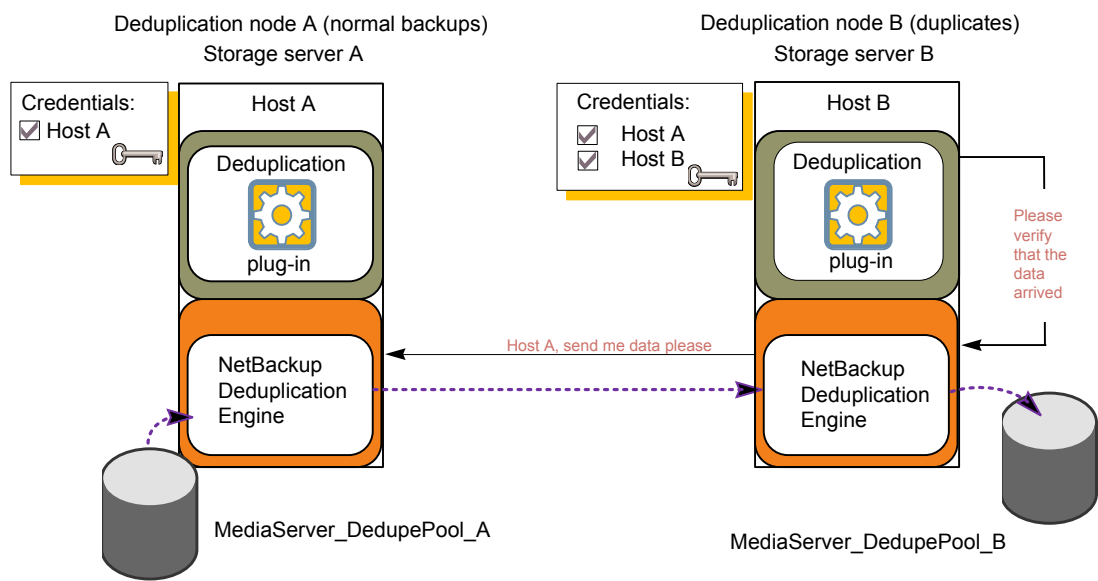 Deduplication node A (normal backups)
Storage server A
Deduplication node B (duplicates)
Storage server B
Credentials:
Host A
Host A
Deduplication
plug-in
Credentials:
Host A
Host B
Host B
Deduplication
plug-in
Please
verify
that the
data
arrived
Host A, send me data please
NetBackup
Deduplication
Engine
NetBackup
Deduplication
Engine
MediaServer_DedupePool_A
MediaServer_DedupePool_B